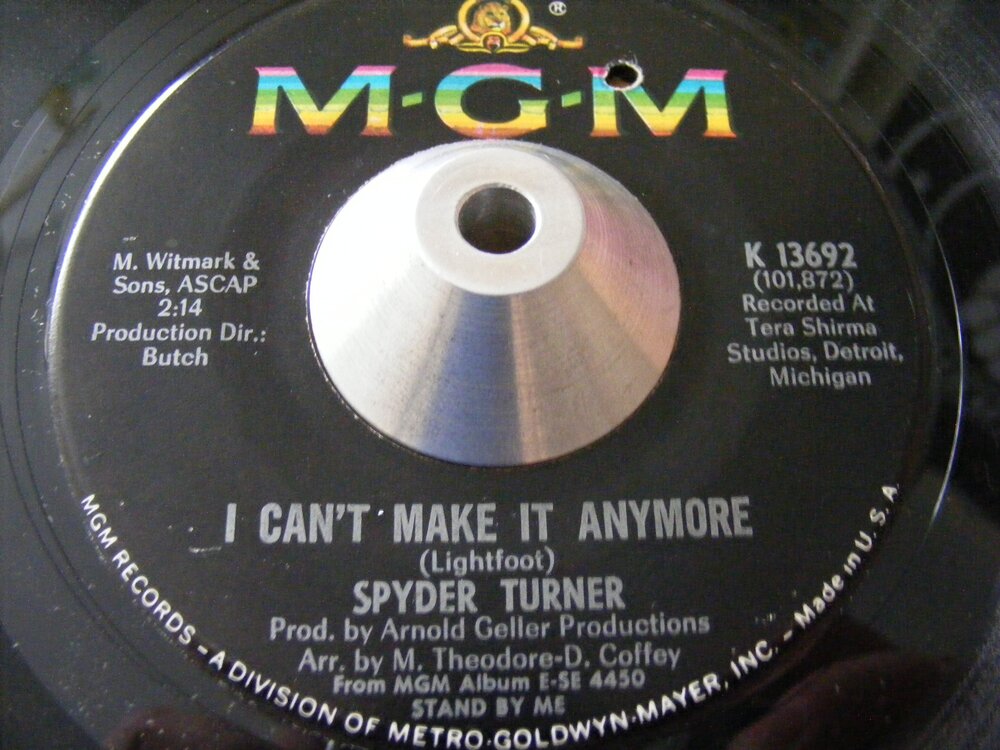 ®
M·G·M
M. Witmark &
Sons, ASCAP
2:14
Production Dir.:
Butch
K 13692
(101,872)
Recorded At
Tera Shirma
Studios, Detroit,
Michigan
I CAN'T MAKE IT ANYMORE
(Lightfoot)
SPYDER TURNER
Prod. by Arnold Geller Productions
Arr. by M. Theodore-D. Coffey
From MGM Album E-SE 4450
STAND BY ME
MGM RECORDS - A DIVISION OF METRO-GOLDWYN-MAYER, INC. - Made in U. S. A.